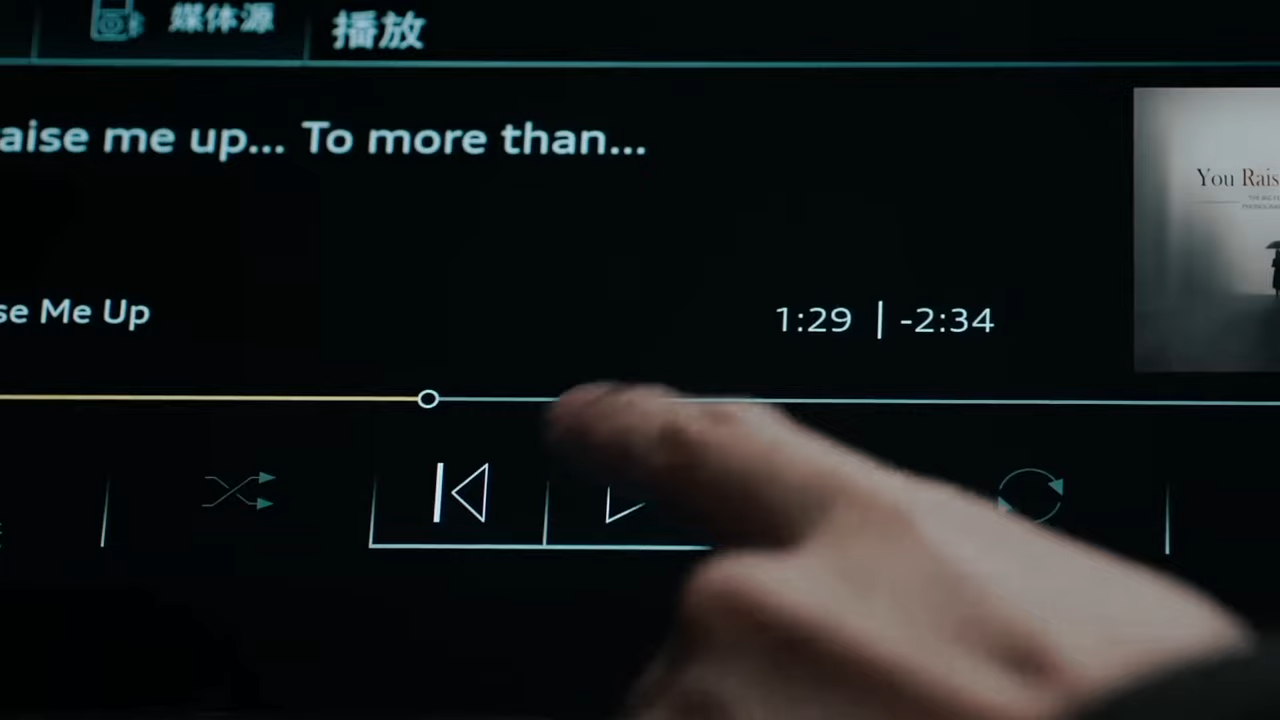 媒体源
播放
aise me up... To more than...
You Rais
se Me Up
1:29 | -2:34